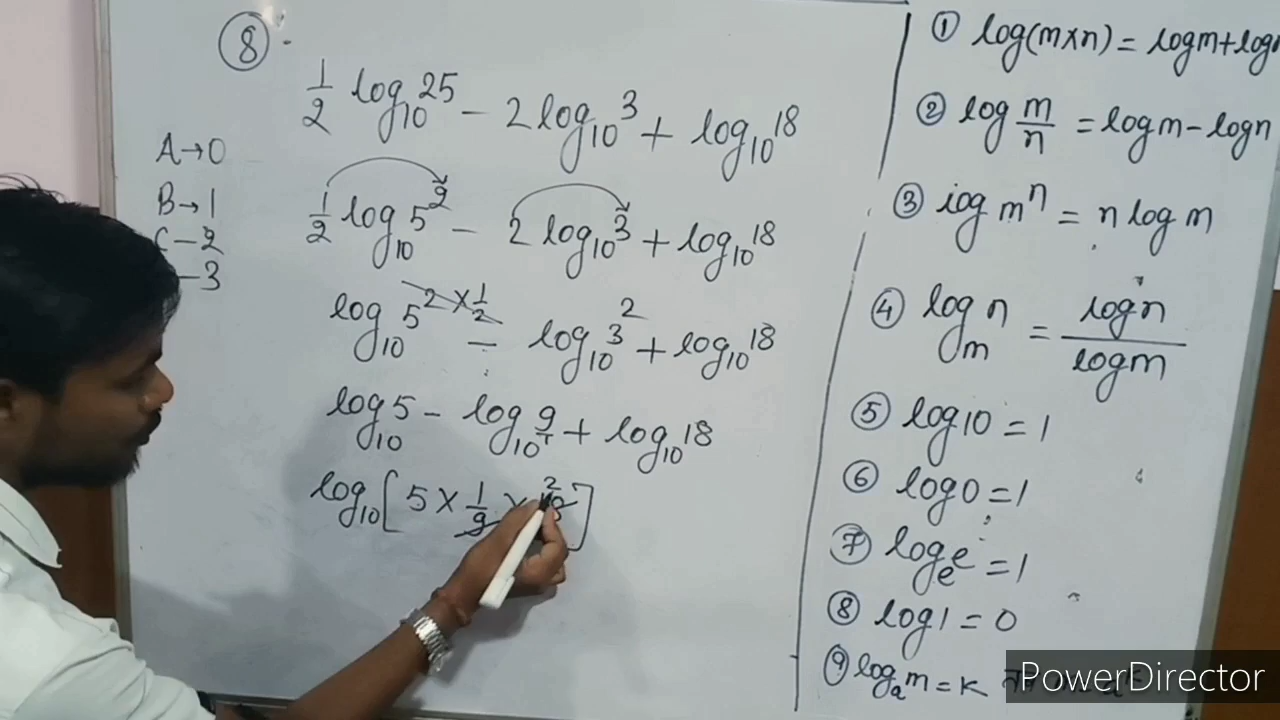 ⑧.
½ log₁₀25 − 2log₁₀3 + log₁₀18
A→0
B→1
C−2
−3
½ log₁₀5² − 2 log₁₀3 + log₁₀18
log₁₀5^2×½ − log₁₀3² + log₁₀18
log₁₀5 − log₁₀9/1 + log₁₀18
log₁₀[5 × 1/9 × 2]
① log(m×n) = logm+log
② log m/n = logm − logn
③ log mⁿ = n log m
④ logₘn = logn/logm
⑤ log10 = 1
⑥ log0 = 1
⑦ logₑe = 1
⑧ log1 = 0
⑨ logₐm = K
PowerDirector